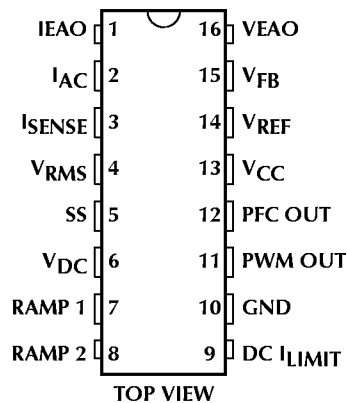 IEAO 1 16 VEAO
IAC 2 15 VFB
ISENSE 3 14 VREF
VRMS 4 13 VCC
SS 5 12 PFC OUT
VDC 6 11 PWM OUT
RAMP 1 7 10 GND
RAMP 2 8 9 DC ILIMIT
TOP VIEW